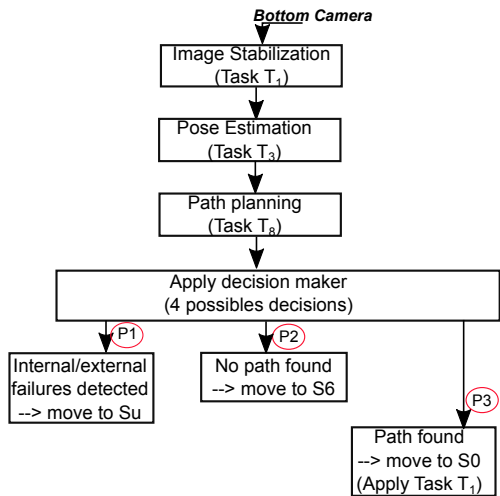 Bottom Camera
Image Stabilization
(Task T₁)
Pose Estimation
(Task T₃)
Path planning
(Task T₈)
Apply decision maker
(4 possibles decisions)
P1
P2
P3
Internal/external
failures detected
--> move to Su
No path found
--> move to S6
Path found
--> move to S0
(Apply Task T₁)